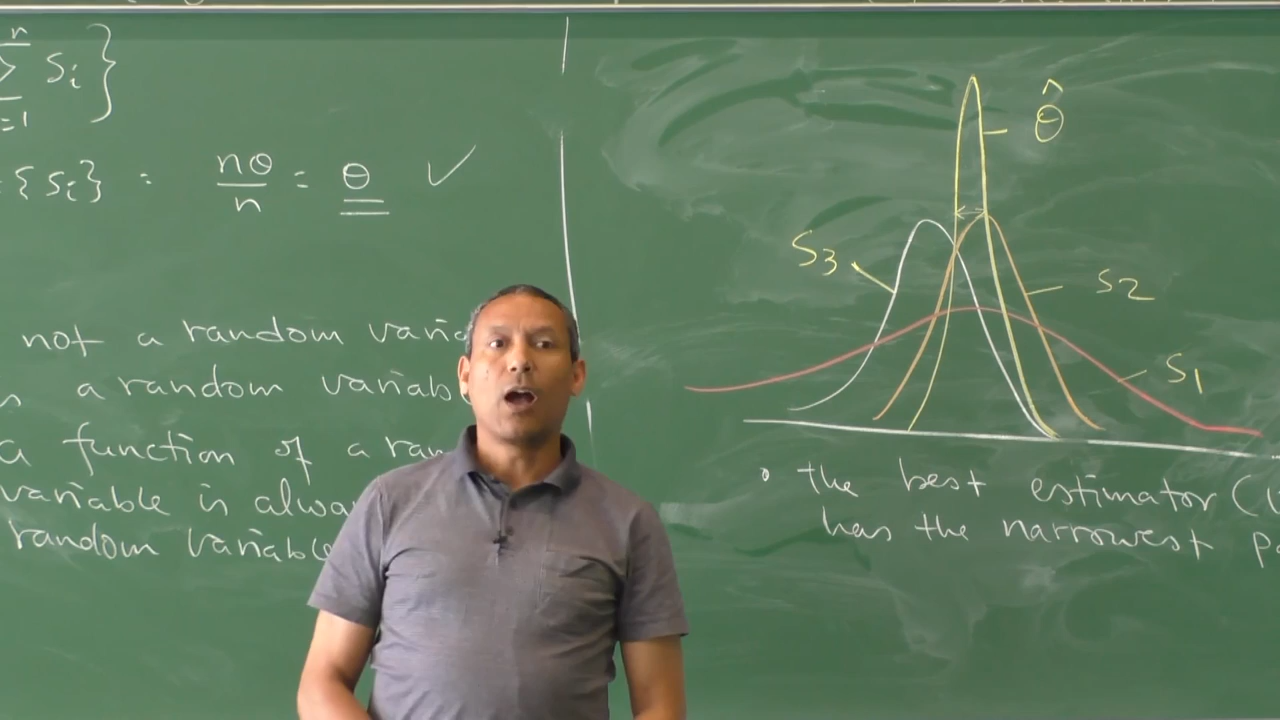 n
Σ Si }
i=1
{Si} = nθ/n = θ ✓
not a random varia
a random variab
a function of a ran
variable is alwa
random variable
θ̂
S3
S2
S1
• the best estimator (
has the narrowest p